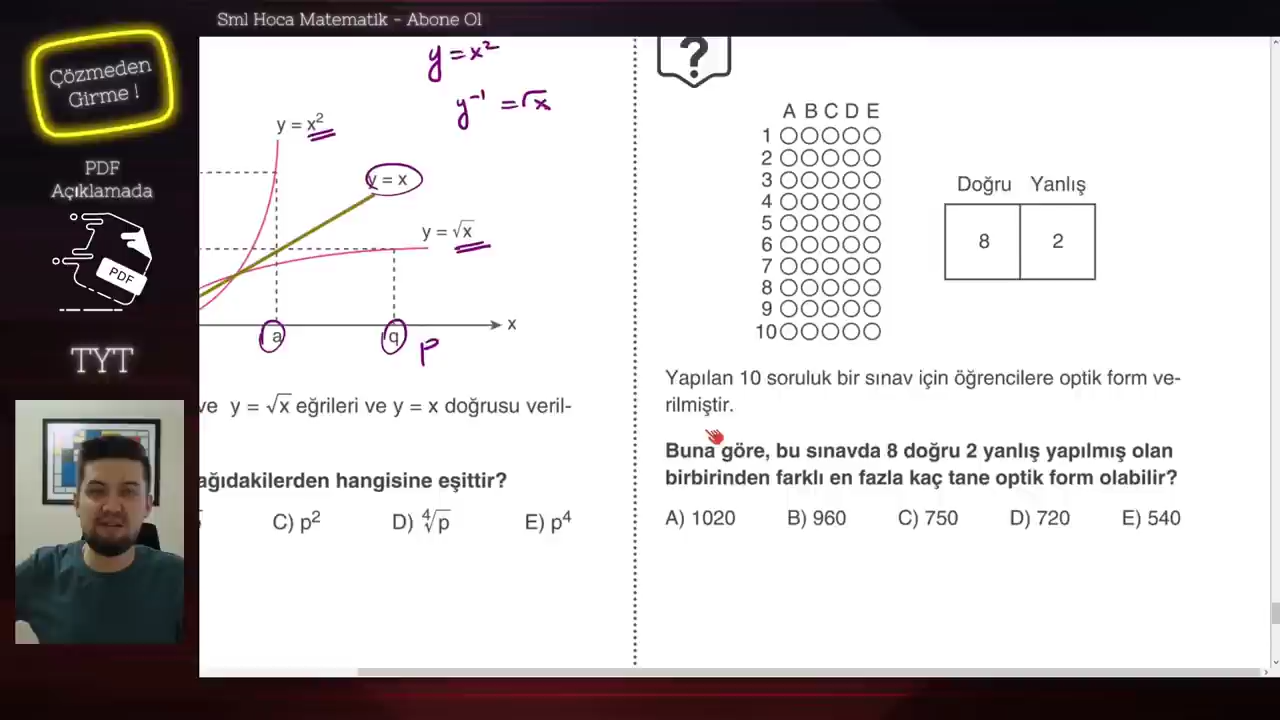 Sml Hoca Matematik - Abone Ol
Çözmeden
Girme !
PDF
Açıklamada
PDF
TYT
y = x²
y⁻¹ = √x
y = x²
y = x
y = √x
a
q
p
x
ve y = √x eğrileri ve y = x doğrusu veril-
ağıdakilerden hangisine eşittir?
C) p² D) ⁴√p E) p⁴
?
A B C D E
1
2
3
4
5
6
7
8
9
10
Doğru Yanlış
8 2
Yapılan 10 soruluk bir sınav için öğrencilere optik form ve-
rilmiştir.
Buna göre, bu sınavda 8 doğru 2 yanlış yapılmış olan
birbirinden farklı en fazla kaç tane optik form olabilir?
A) 1020 B) 960 C) 750 D) 720 E) 540